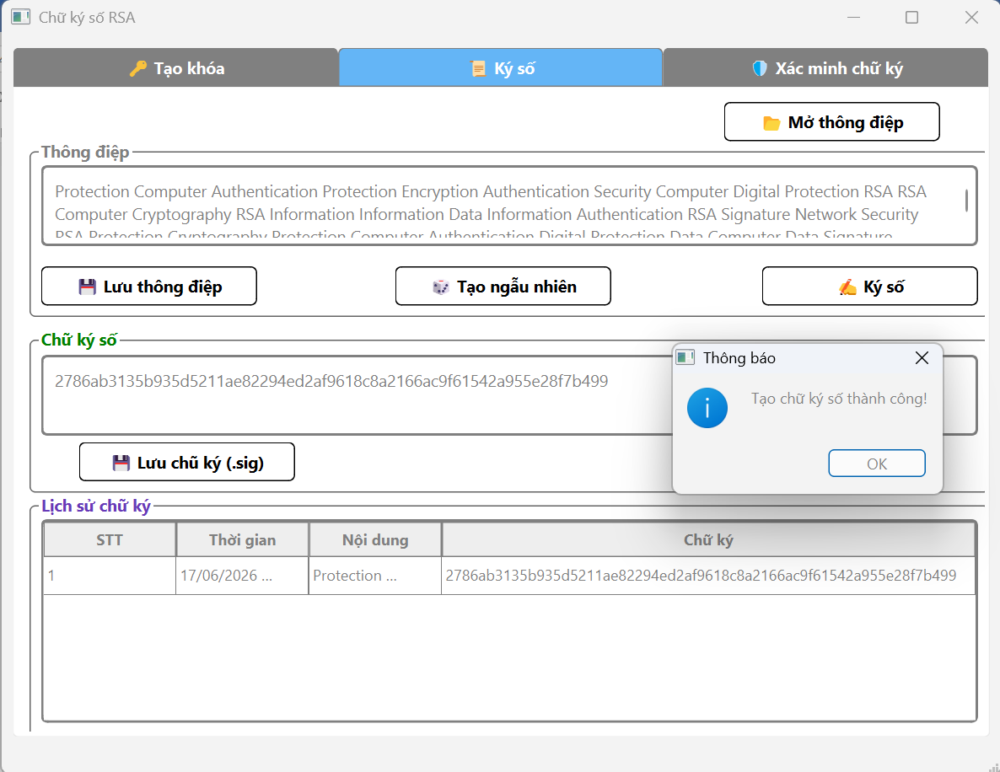 Chữ ký số RSA
Tạo khóa
Ký số
Xác minh chữ ký
Mở thông điệp
Thông điệp
Protection Computer Authentication Protection Encryption Authentication Security Computer Digital Protection RSA RSA
Computer Cryptography RSA Information Information Data Information Authentication RSA Signature Network Security
RSA Protection Cryptography Protection Computer Authentication Digital Protection Data Computer Data Signature
Lưu thông điệp
Tạo ngẫu nhiên
Ký số
Chữ ký số
2786ab3135b935d5211ae82294ed2af9618c8a2166ac9f61542a955e28f7b499
Thông báo
Tạo chữ ký số thành công!
OK
Lưu chũ ký (.sig)
Lịch sử chữ ký
STT
Thời gian
Nội dung
Chữ ký
1
17/06/2026 ...
Protection ...
2786ab3135b935d5211ae82294ed2af9618c8a2166ac9f61542a955e28f7b499